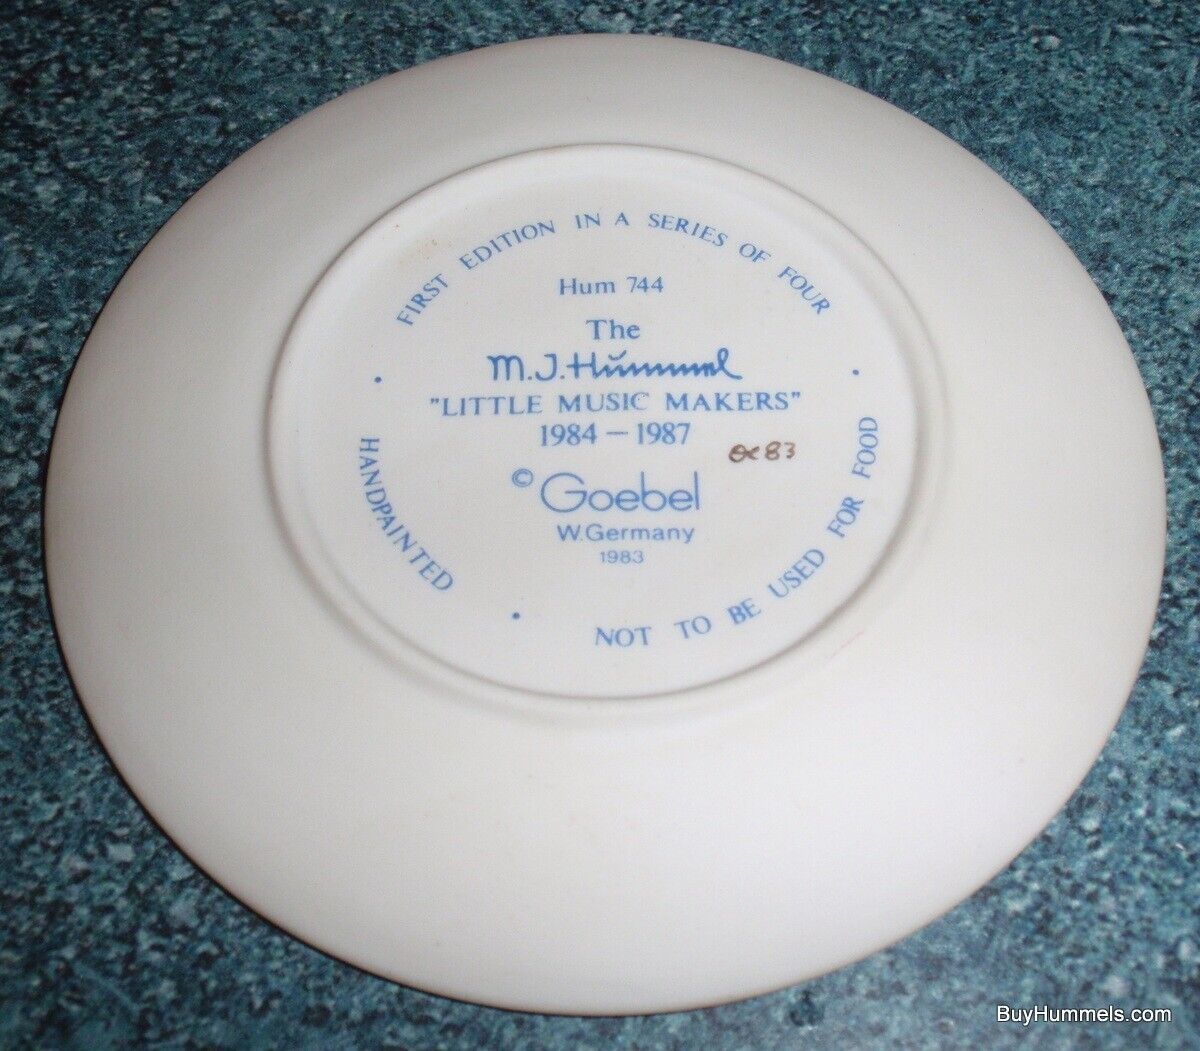 FIRST EDITION IN A SERIES OF FOUR
Hum 744
The
M.J. Hummel
"LITTLE MUSIC MAKERS"
1984 – 1987
83
© Goebel
W. Germany
1983
HANDPAINTED
NOT TO BE USED FOR FOOD
BuyHummels.com